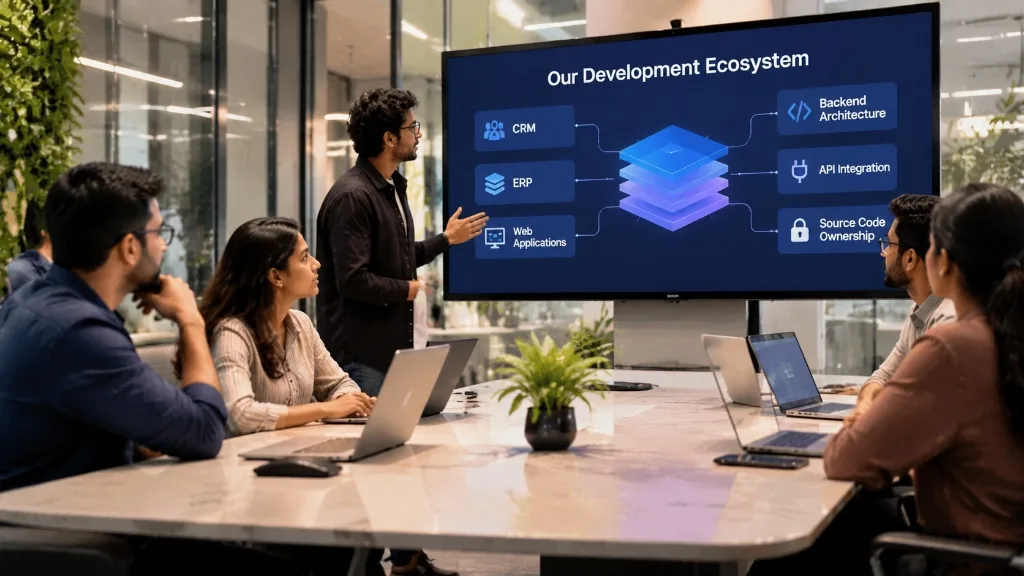 Our Development Ecosystem
CRM
ERP
Web
Applications
Backend
Architecture
API Integration
Source Code
Ownership